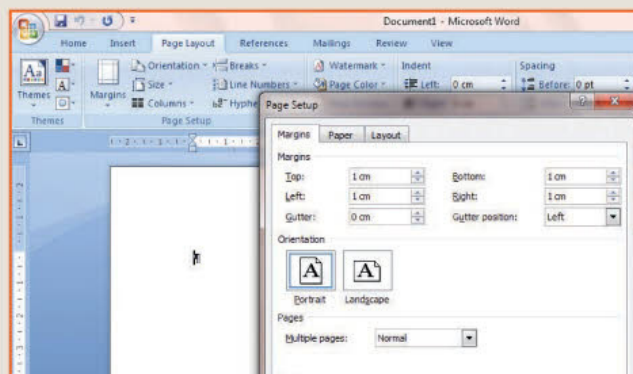 Document1 - Microsoft Word
Home Insert Page Layout References Mailings Review View
Orientation Breaks Watermark Indent Spacing
Themes Margins Size Line Numbers Page Color Left: 0 cm Before: 0 pt
Columns Hyphe
Themes Page Setup
Page Setup
Margins Paper Layout
Margins
Top: 1 cm Bottom: 1 cm
Left: 1 cm Right: 1 cm
Gutter: 0 cm Gutter position: Left
Orientation
A A
Portrait Landscape
Pages
Multiple pages: Normal